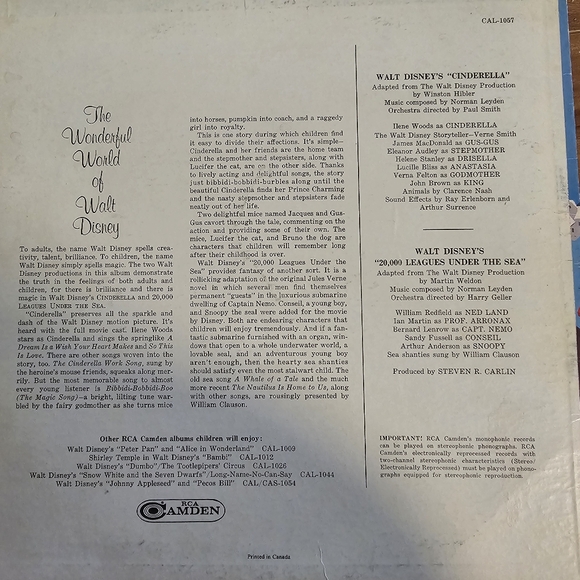 CAL-1057
The
Wonderful
World
of
Walt
Disney
To adults, the name Walt Disney spells crea-
tivity, talent, brilliance. To children, the name
Walt Disney simply spells magic. The two Walt
Disney productions in this album demonstrate
the truth in the feelings of both adults and
children, for there is brilliance and there is
magic in Walt Disney's CINDERELLA and 20,000
LEAGUES UNDER THE SEA.
"Cinderella" preserves all the sparkle and
dash of the Walt Disney motion picture. It's
heard with the full movie cast. Ilene Woods
stars as Cinderella and sings the springlike A
Dream Is a Wish Your Heart Makes and So This
Is Love. There are other songs woven into the
story, too. The Cinderella Work Song, sung by
the heroine's mouse friends, squeaks along mer-
rily. But the most memorable song to almost
every young listener is Bibbidi-Bobbidi-Boo
(The Magic Song)—a bright, lilting tune war-
bled by the fairy godmother as she turns mice
into horses, pumpkin into coach, and a raggedy
girl into royalty.
This is one story during which children find
it easy to divide their affections. It's simple—
Cinderella and her friends are the home team
and the stepmother and stepsisters, along with
Lucifer the cat, are on the other side. Thanks
to lively acting and delightful songs, the story
just bibbidi-bobbidi-burbles along until the
beautiful Cinderella finds her Prince Charming
and the nasty stepmother and stepsisters fade
neatly out of her life.
Two delightful mice named Jacques and Gus-
Gus cavort through the tale, commenting on the
action and providing some of their own. The
mice, Lucifer the cat, and Bruno the dog are
characters that children will remember long
after their childhood is over.
Walt Disney's "20,000 Leagues Under the
Sea" provides fantasy of another sort. It is a
rollicking adaptation of the original Jules Verne
novel in which several men find themselves
permanent "guests" in the luxurious submarine
dwelling of Captain Nemo. Conseil, a young boy,
and Snoopy the seal were added for the movie
by Disney. Both are endearing characters that
children will enjoy tremendously. And if a fan-
tastic submarine furnished with an organ, win-
dows that open to a whole underwater world, a
lovable seal, and an adventurous young boy
aren't enough, then the hearty sea shanties
should satisfy even the most stalwart child. The
old sea song A Whale of a Tale and the much
more recent The Nautilus Is Home to Us, along
with other songs, are rousingly presented by
William Clauson.
Other RCA Camden albums children will enjoy:
Walt Disney's "Peter Pan" and "Alice in Wonderland" CAL-1009
Shirley Temple in Walt Disney's "Bambi" CAL-1012
Walt Disney's "Dumbo"/The Tootlepipers' Circus CAL-1026
Walt Disney's "Snow White and the Seven Dwarfs"/Long-Name-No-Can-Say CAL-1044
Walt Disney's "Johnny Appleseed" and "Pecos Bill" CAL/CAS-1054
RCA
CAMDEN
Printed in Canada
WALT DISNEY'S "CINDERELLA"
Adapted from The Walt Disney Production
by Winston Hibler
Music composed by Norman Leyden
Orchestra directed by Paul Smith
Ilene Woods as CINDERELLA
The Walt Disney Storyteller—Verne Smith
James MacDonald as GUS-GUS
Eleanor Audley as STEPMOTHER
Helene Stanley as DRISELLA
Lucille Bliss as ANASTASIA
Verna Felton as GODMOTHER
John Brown as KING
Animals by Clarence Nash
Sound Effects by Ray Erlenborn and
Arthur Surrence
WALT DISNEY'S
"20,000 LEAGUES UNDER THE SEA"
Adapted from The Walt Disney Production
by Martin Weldon
Music composed by Norman Leyden
Orchestra directed by Harry Geller
William Redfield as NED LAND
Ian Martin as PROF. ARRONAX
Bernard Lenrow as CAPT. NEMO
Sandy Fussell as CONSEIL
Arthur Anderson as SNOOPY
Sea shanties sung by William Clauson
Produced by STEVEN R. CARLIN
IMPORTANT! RCA Camden's monophonic records
can be played on stereophonic phonographs. RCA
Camden's electronically reprocessed records with
two-channel stereophonic characteristics (Stereo/
Electronically Reprocessed) must be played on phono-
graphs equipped for stereophonic reproduction.